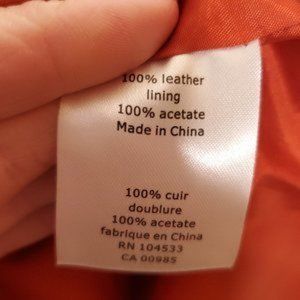 100% leather
lining
100% acetate
Made in China
100% cuir
doublure
100% acetate
fabrique en China
RN 104533
CA 00985